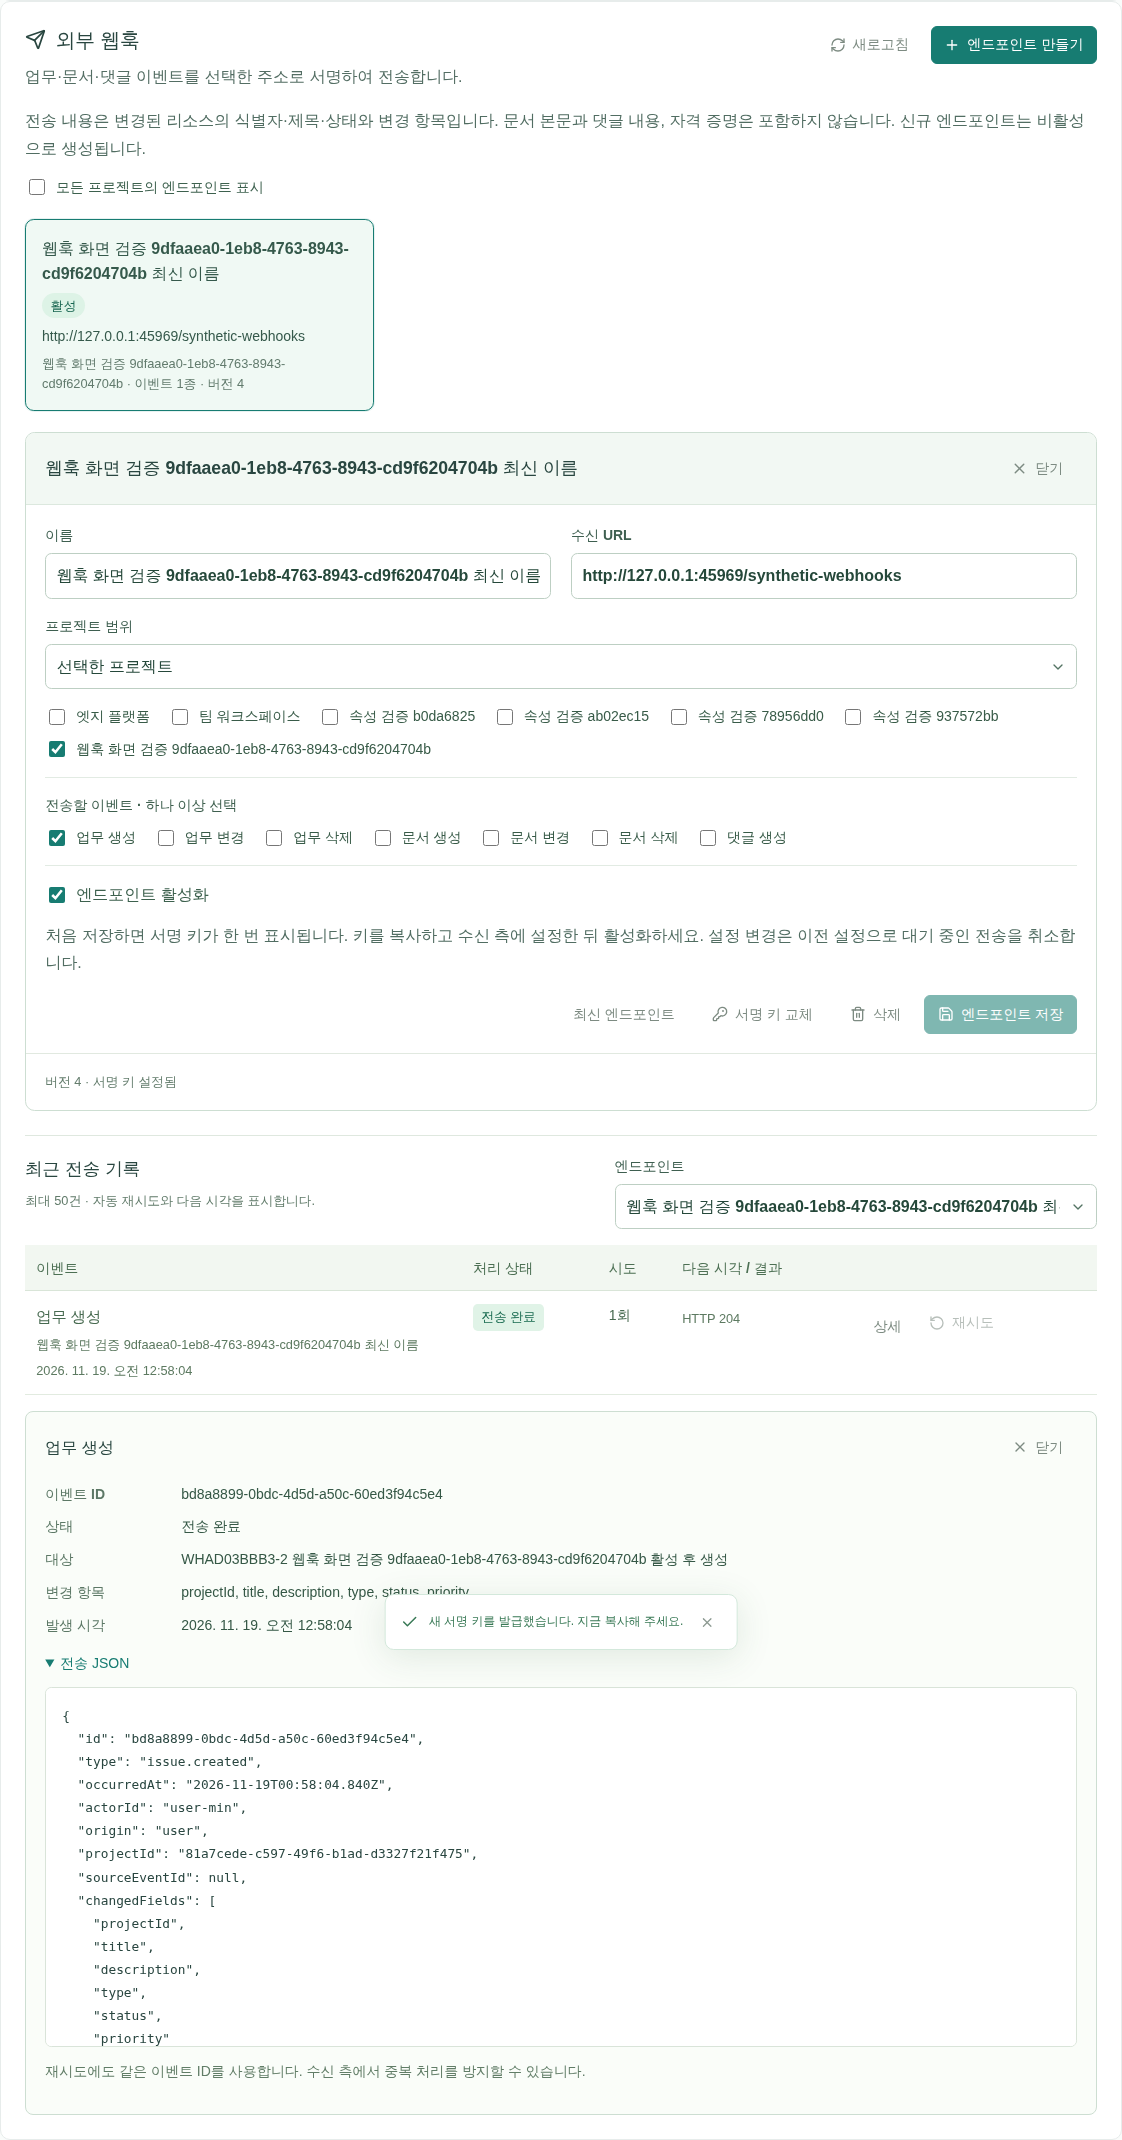 외부 웹훅
새로고침
엔드포인트 만들기
업무·문서·댓글 이벤트를 선택한 주소로 서명하여 전송합니다.
전송 내용은 변경된 리소스의 식별자·제목·상태와 변경 항목입니다. 문서 본문과 댓글 내용, 자격 증명은 포함하지 않습니다. 신규 엔드포인트는 비활성
으로 생성됩니다.
모든 프로젝트의 엔드포인트 표시
웹훅 화면 검증 9dfaaea0-1eb8-4763-8943-
cd9f6204704b 최신 이름
활성
http://127.0.0.1:45969/synthetic-webhooks
웹훅 화면 검증 9dfaaea0-1eb8-4763-8943-
cd9f6204704b · 이벤트 1종 · 버전 4
웹훅 화면 검증 9dfaaea0-1eb8-4763-8943-cd9f6204704b 최신 이름
닫기
이름
수신 URL
웹훅 화면 검증 9dfaaea0-1eb8-4763-8943-cd9f6204704b 최신 이름
http://127.0.0.1:45969/synthetic-webhooks
프로젝트 범위
선택한 프로젝트
엣지 플랫폼 팀 워크스페이스 속성 검증 b0da6825 속성 검증 ab02ec15 속성 검증 78956dd0 속성 검증 937572bb
웹훅 화면 검증 9dfaaea0-1eb8-4763-8943-cd9f6204704b
전송할 이벤트 · 하나 이상 선택
업무 생성 업무 변경 업무 삭제 문서 생성 문서 변경 문서 삭제 댓글 생성
엔드포인트 활성화
처음 저장하면 서명 키가 한 번 표시됩니다. 키를 복사하고 수신 측에 설정한 뒤 활성화하세요. 설정 변경은 이전 설정으로 대기 중인 전송을 취소합
니다.
최신 엔드포인트 서명 키 교체 삭제 엔드포인트 저장
버전 4 · 서명 키 설정됨
최근 전송 기록
엔드포인트
최대 50건 · 자동 재시도와 다음 시각을 표시합니다.
웹훅 화면 검증 9dfaaea0-1eb8-4763-8943-cd9f6204704b 최
이벤트 처리 상태 시도 다음 시각 / 결과
업무 생성 전송 완료 1회 HTTP 204 상세 재시도
웹훅 화면 검증 9dfaaea0-1eb8-4763-8943-cd9f6204704b 최신 이름
2026. 11. 19. 오전 12:58:04
업무 생성
닫기
이벤트 ID bd8a8899-0bdc-4d5d-a50c-60ed3f94c5e4
상태 전송 완료
대상 WHAD03BBB3-2 웹훅 화면 검증 9dfaaea0-1eb8-4763-8943-cd9f6204704b 활성 후 생성
변경 항목 projectId, title, description, type, status, priority
발생 시각 2026. 11. 19. 오전 12:58:04
새 서명 키를 발급했습니다. 지금 복사해 주세요.
전송 JSON
{
"id": "bd8a8899-0bdc-4d5d-a50c-60ed3f94c5e4",
"type": "issue.created",
"occurredAt": "2026-11-19T00:58:04.840Z",
"actorId": "user-min",
"origin": "user",
"projectId": "81a7cede-c597-49f6-b1ad-d3327f21f475",
"sourceEventId": null,
"changedFields": [
"projectId",
"title",
"description",
"type",
"status",
"priority"
재시도에도 같은 이벤트 ID를 사용합니다. 수신 측에서 중복 처리를 방지할 수 있습니다.